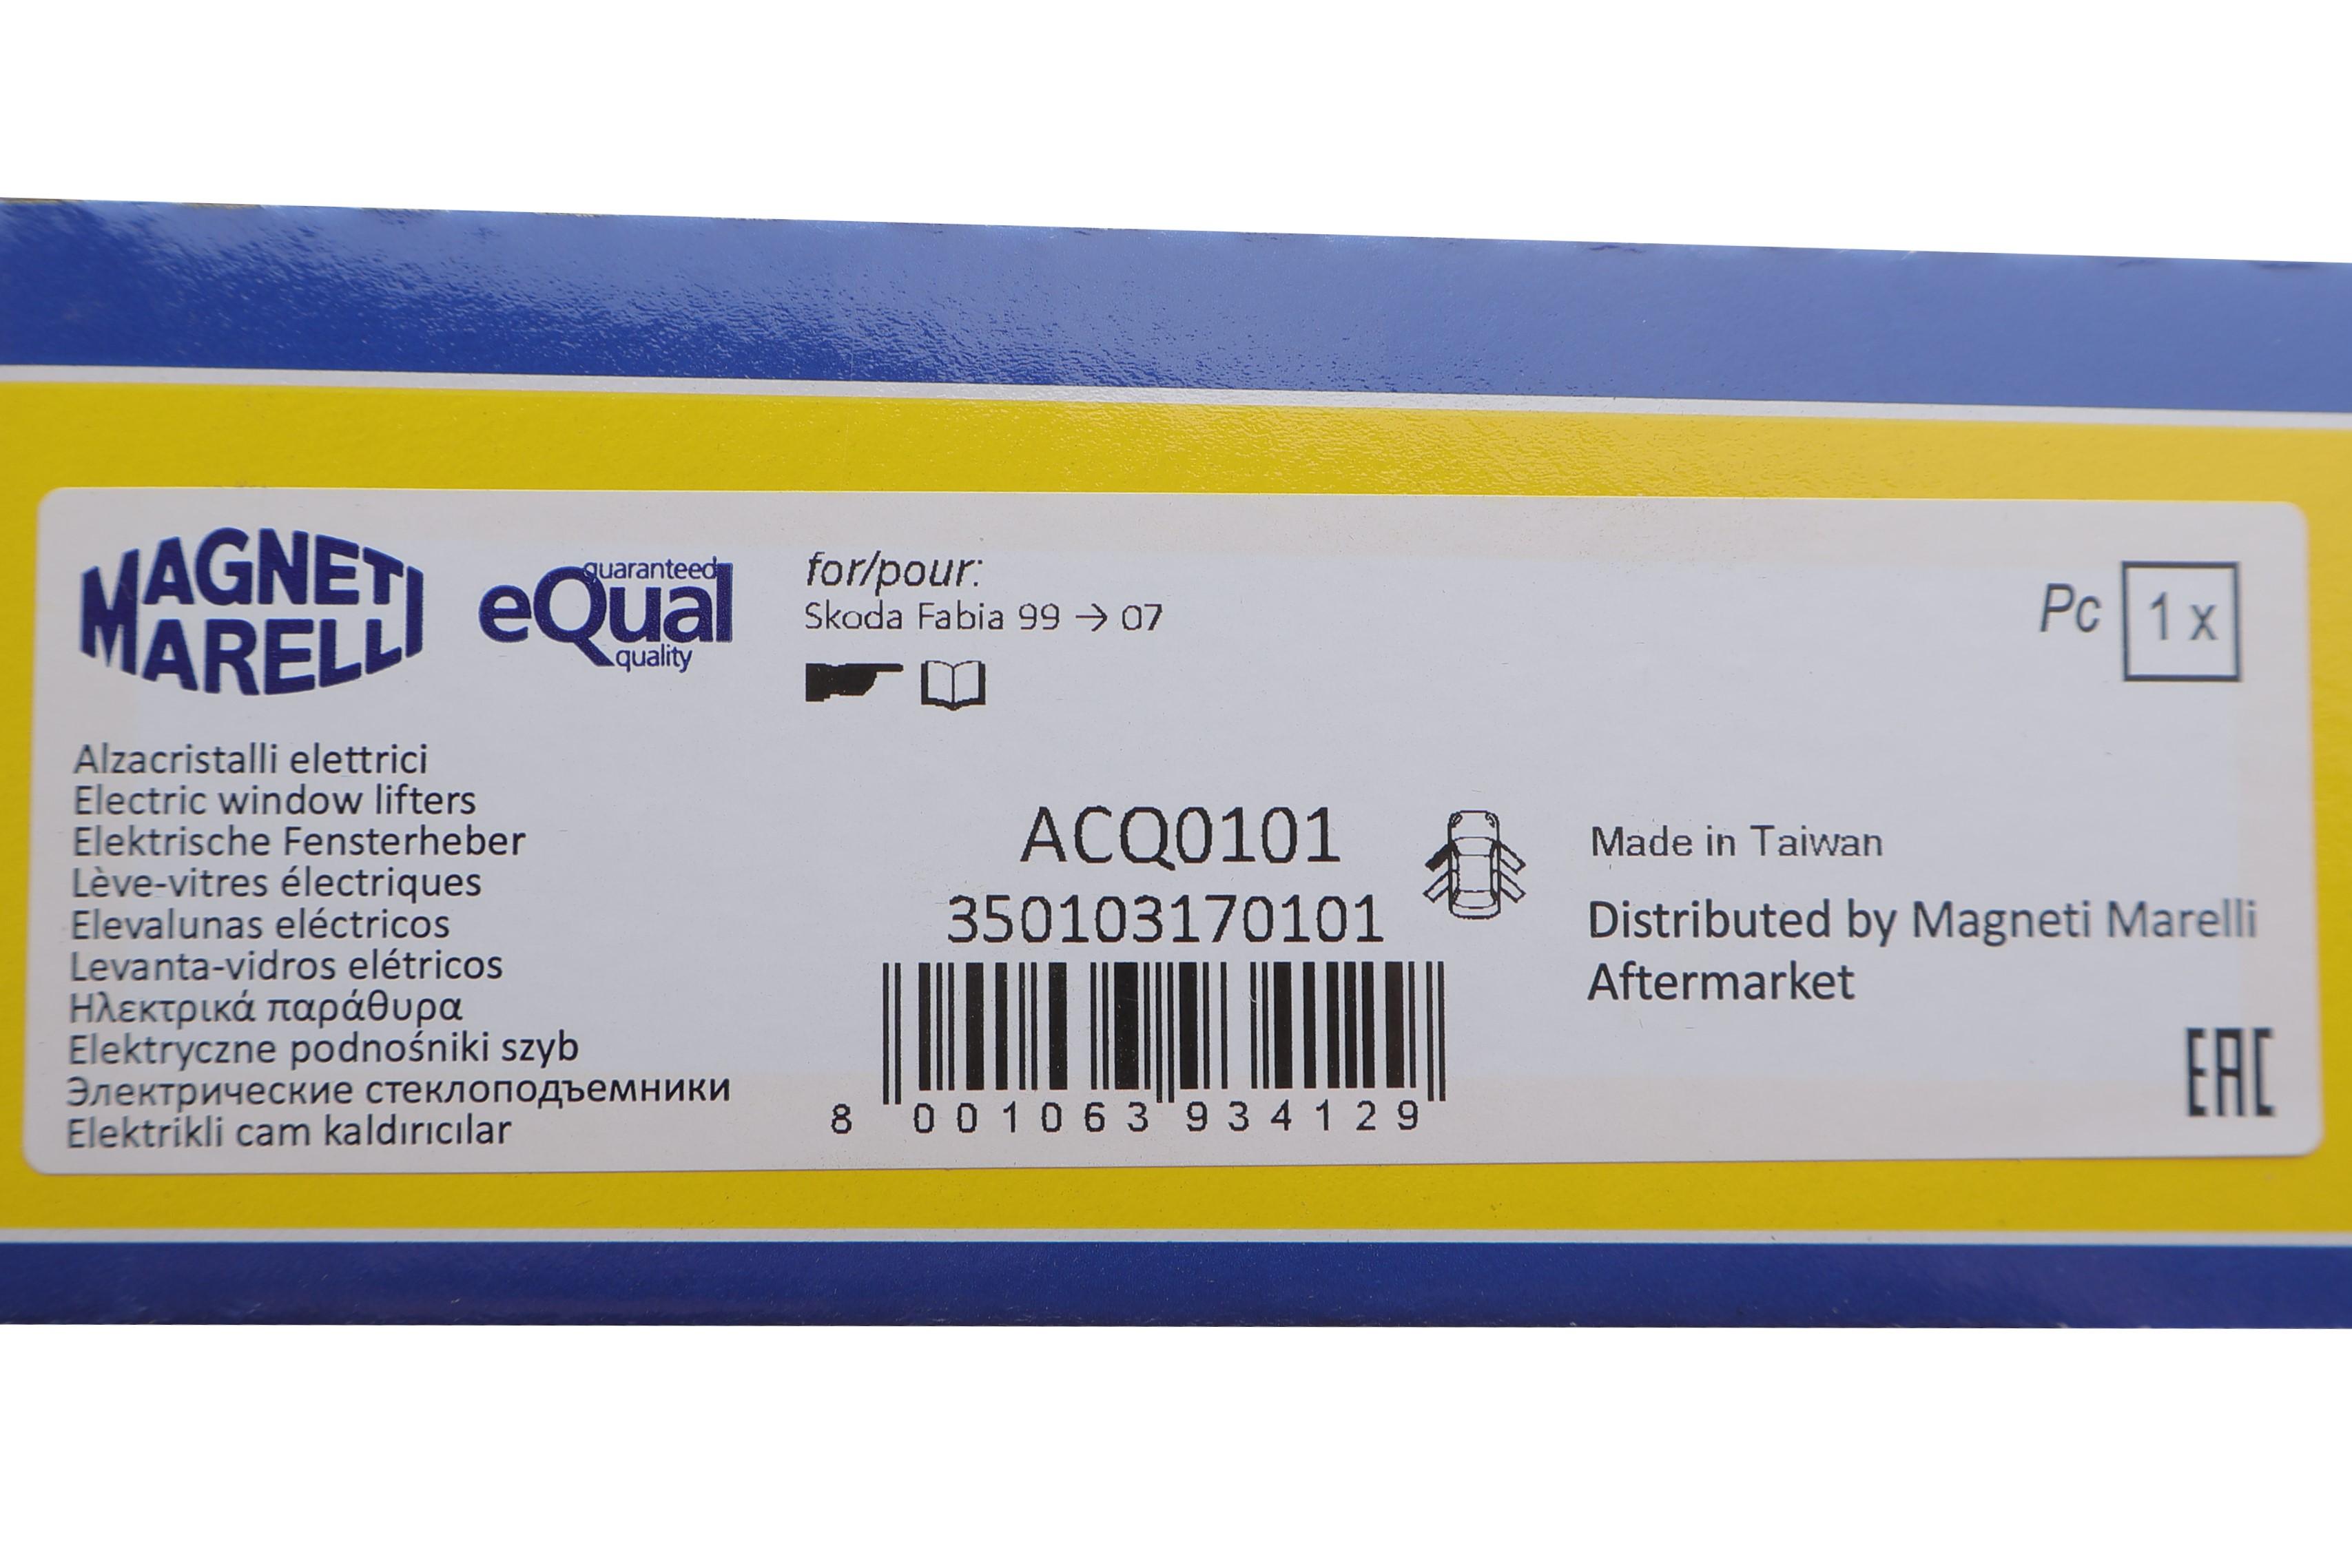 MAGNETI
MARELLI
guaranteed
eQual
quality
for/pour:
Skoda Fabia 99 → 07
Pc 1 x
Alzacristalli elettrici
Electric window lifters
Elektrische Fensterheber
Lève-vitres électriques
Elevalunas eléctricos
Levanta-vidros elétricos
Ηλεκτρικά παράθυρα
Elektryczne podnośniki szyb
Электрические стеклоподъемники
Elektrikli cam kaldırıcılar
ACQ0101
350103170101
8 001063 934129
Made in Taiwan
Distributed by Magneti Marelli
Aftermarket
EAC